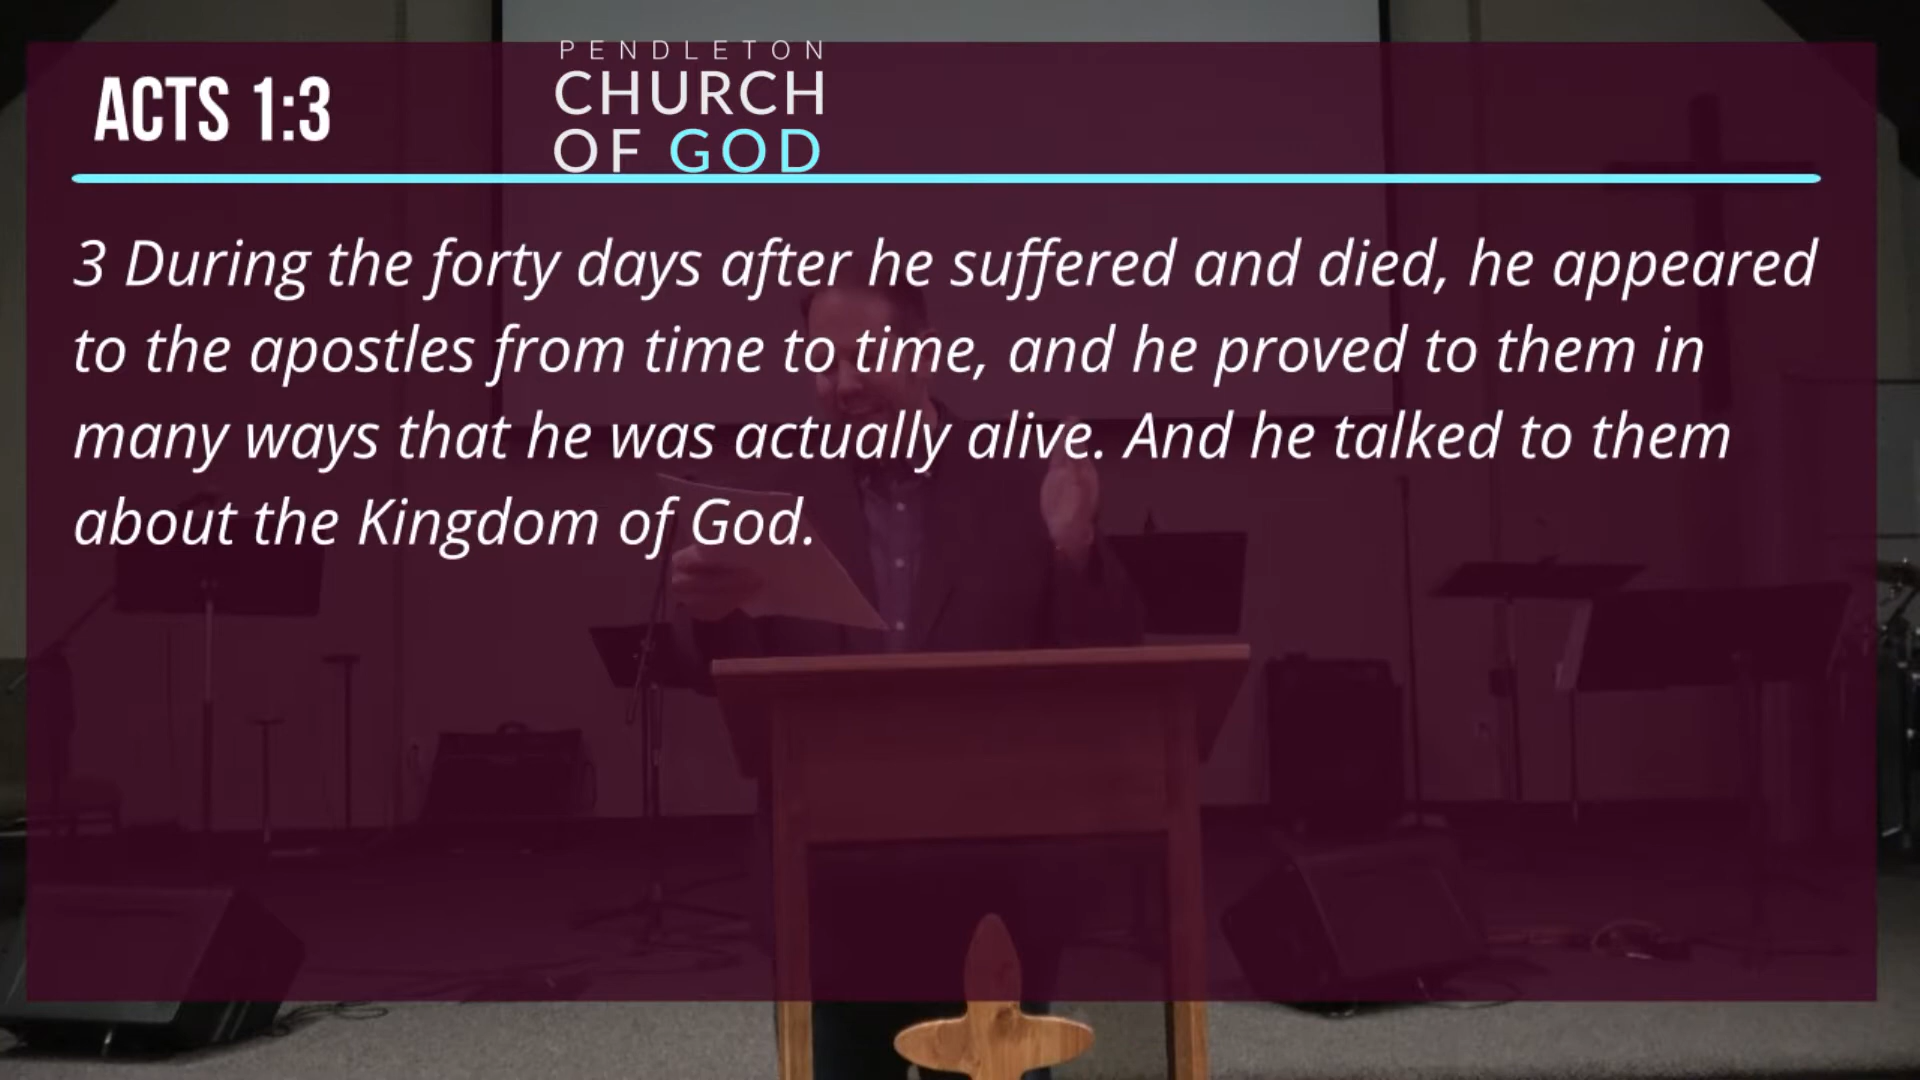 ACTS 1:3
PENDLETON
CHURCH
OF GOD
3 During the forty days after he suffered and died, he appeared
to the apostles from time to time, and he proved to them in
many ways that he was actually alive. And he talked to them
about the Kingdom of God.